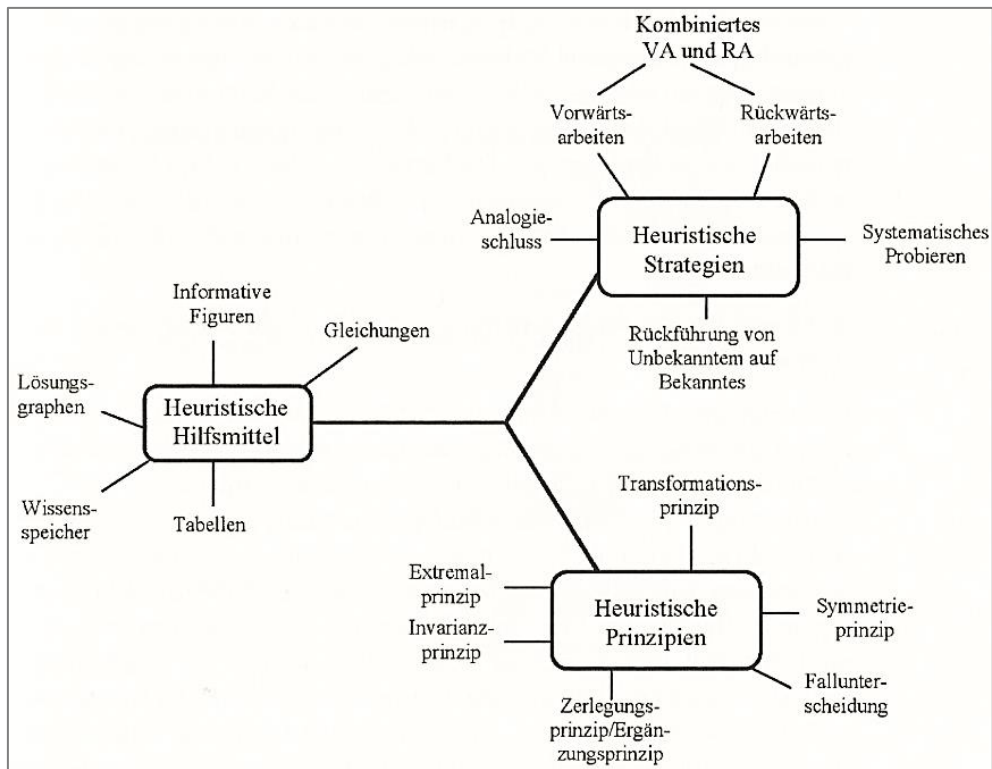 Kombiniertes
VA und RA
Vorwärts-
arbeiten
Rückwärts-
arbeiten
Analogie-
schluss
Heuristische
Strategien
Systematisches
Probieren
Rückführung von
Unbekanntem auf
Bekanntes
Informative
Figuren
Gleichungen
Lösungs-
graphen
Heuristische
Hilfsmittel
Wissens-
speicher
Tabellen
Transformations-
prinzip
Extremal-
prinzip
Invarianz-
prinzip
Heuristische
Prinzipien
Symmetrie-
prinzip
Fallunter-
scheidung
Zerlegungs-
prinzip/Ergän-
zungsprinzip